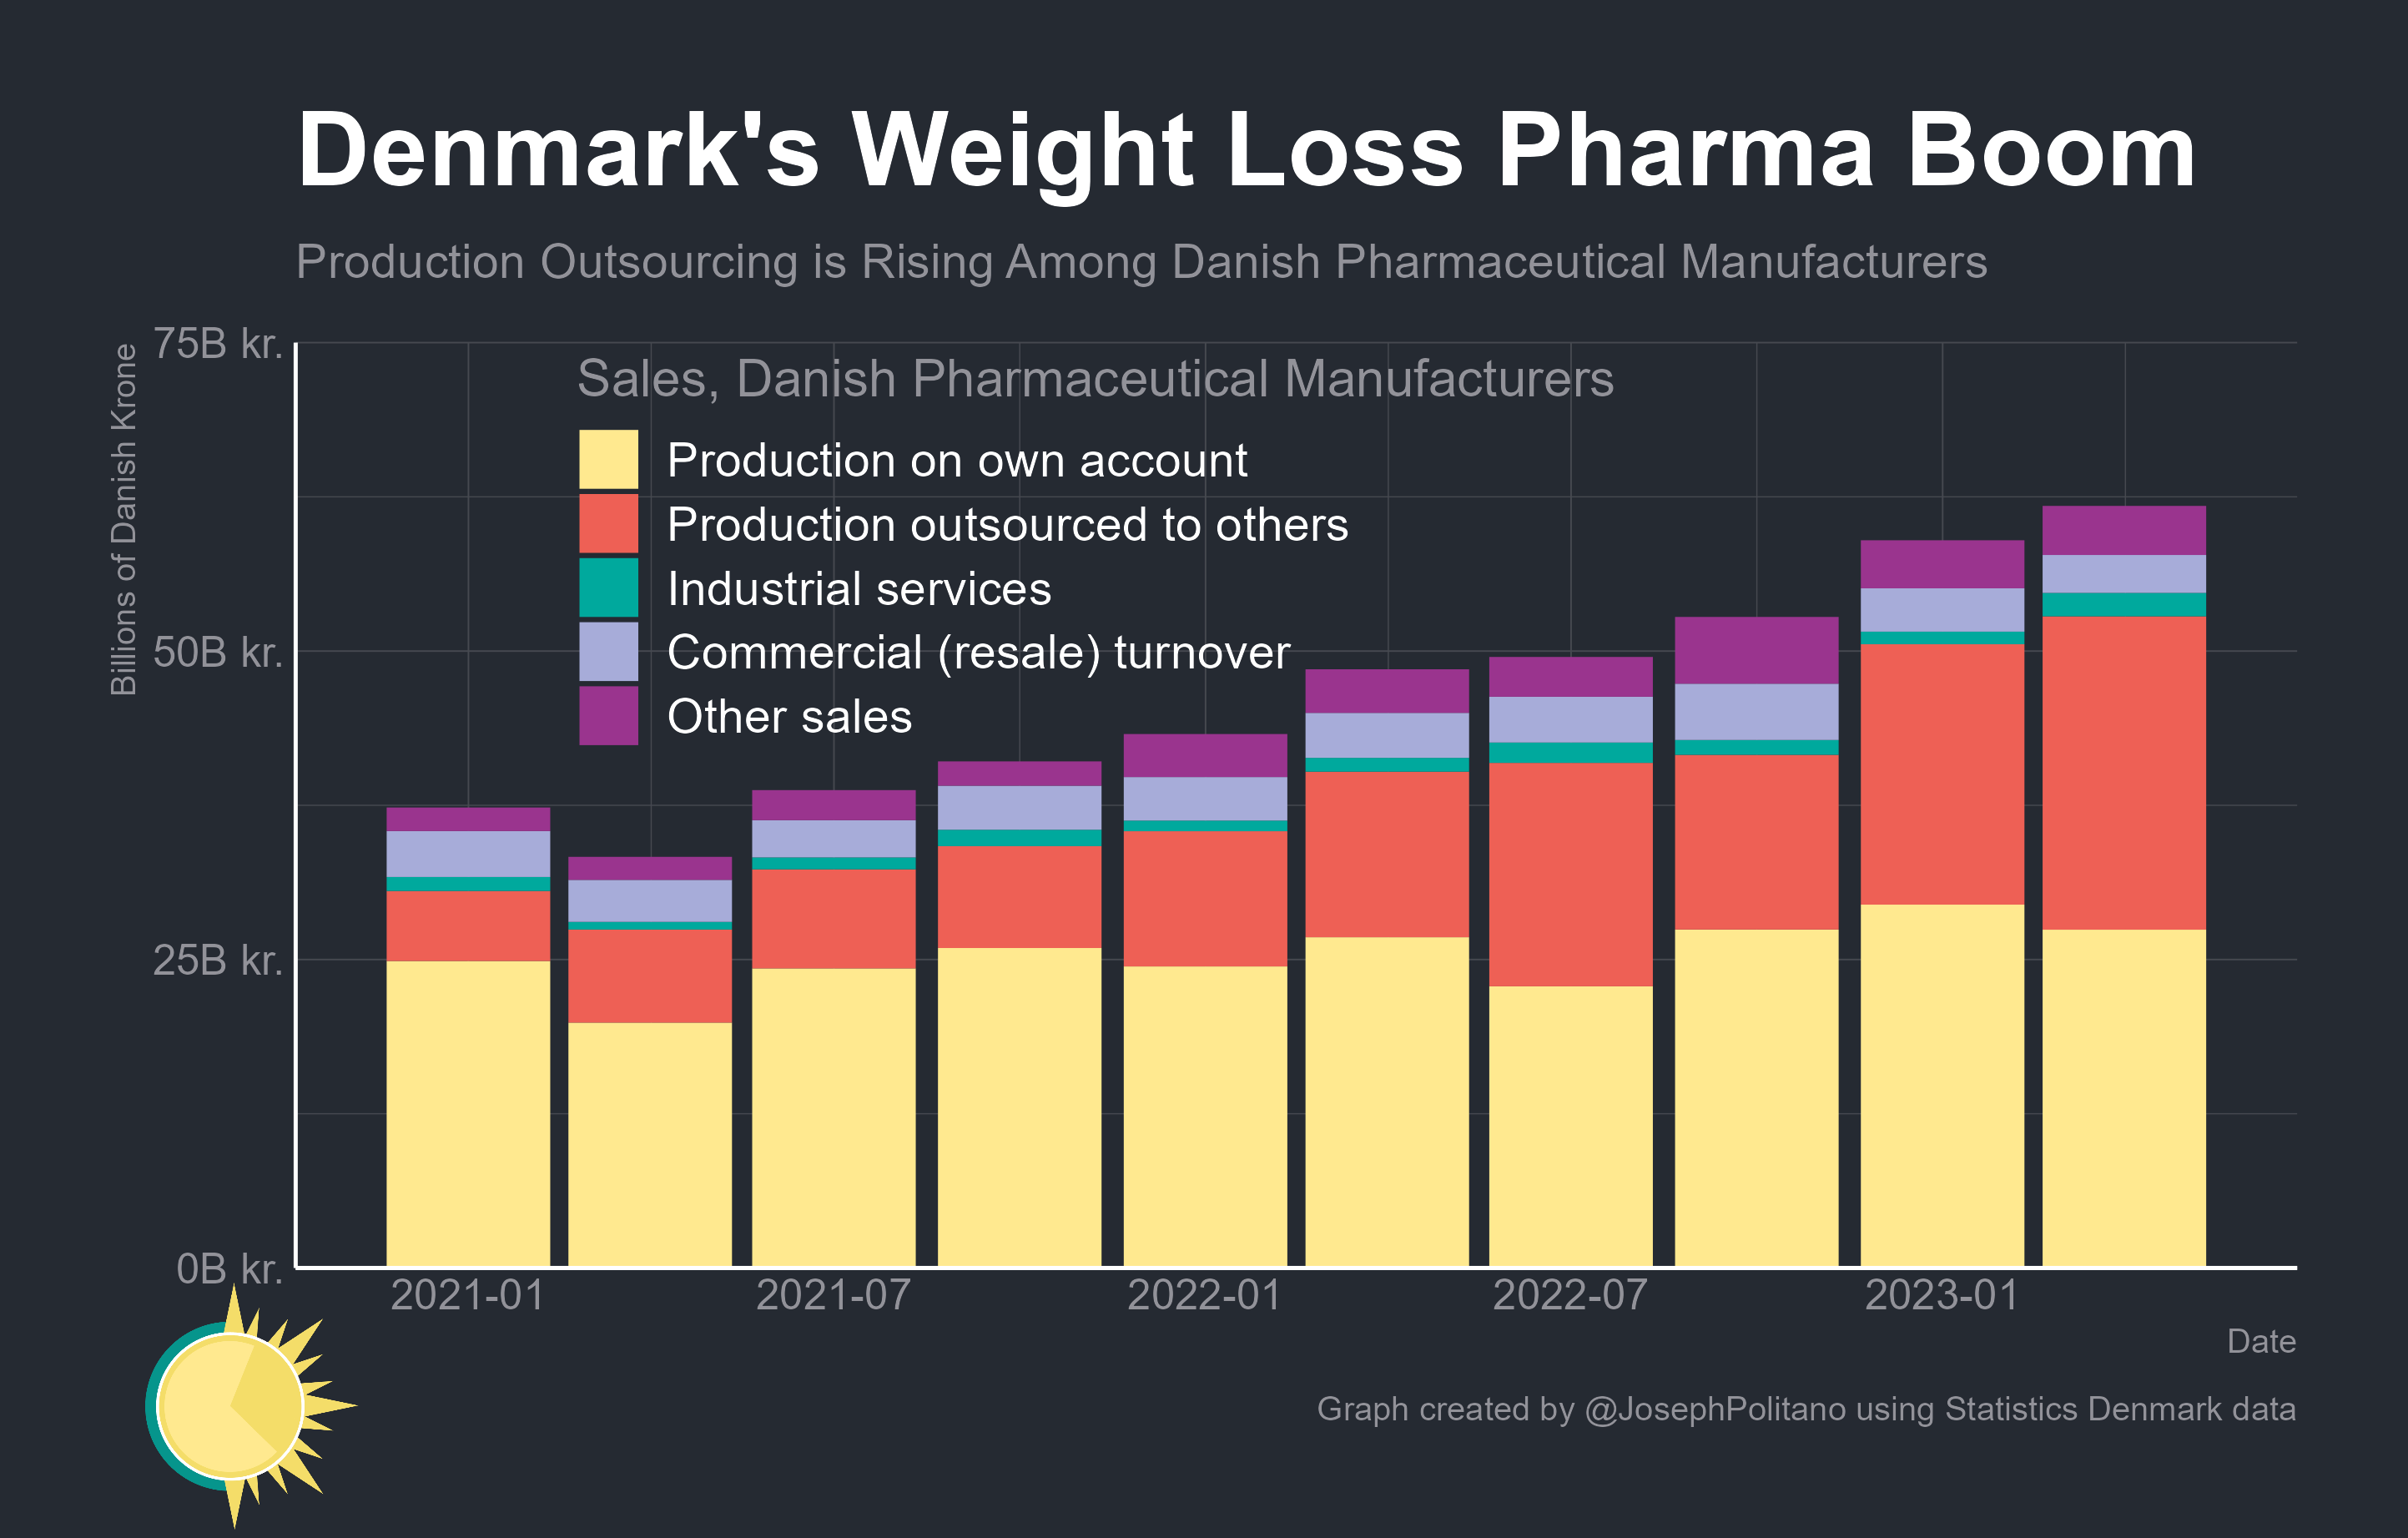 Denmark's Weight Loss Pharma Boom
Production Outsourcing is Rising Among Danish Pharmaceutical Manufacturers
Billions of Danish Krone
75B kr.
50B kr.
25B kr.
0B kr.
Sales, Danish Pharmaceutical Manufacturers
Production on own account
Production outsourced to others
Industrial services
Commercial (resale) turnover
Other sales
2021-01
2021-07
2022-01
2022-07
2023-01
Date
Graph created by @JosephPolitano using Statistics Denmark data